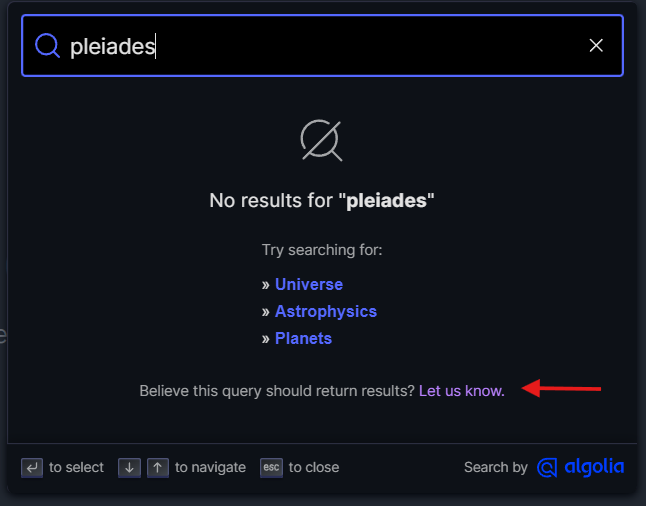 pleiades
No results for "pleiades"
Try searching for:
» Universe
» Astrophysics
» Planets
Believe this query should return results? Let us know.
to select to navigate esc to close Search by algolia